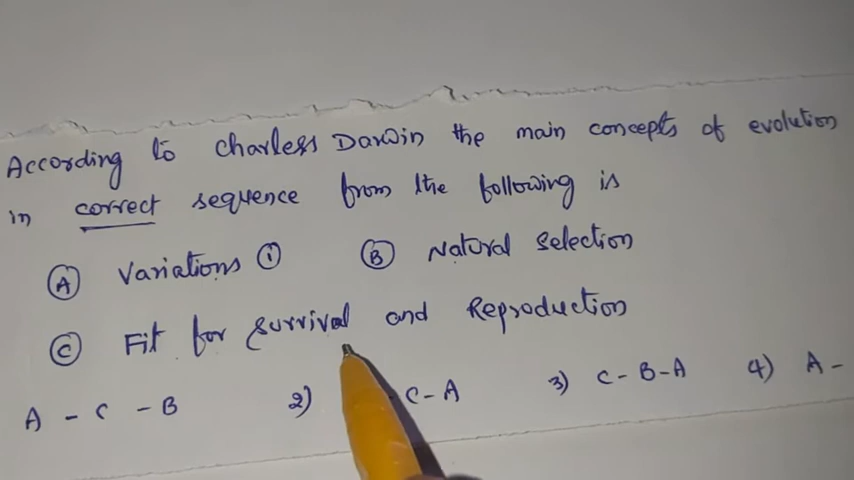 According to Charless Darwin the main concepts of evolution
in correct sequence from the following is
A Variations 1 B Natural Selection
C Fit for Survival and Reproduction
A - C - B 2) C - A 3) C - B - A 4) A -